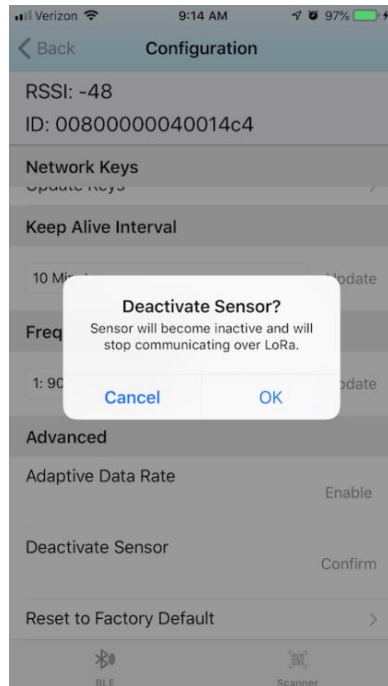 Verizon 9:14 AM 97%
Back Configuration
RSSI: -48
ID: 00800000040014c4
Network Keys
Update Keys
Keep Alive Interval
10 Update
Deactivate Sensor?
Sensor will become inactive and will
stop communicating over LoRa.
Cancel OK
Freq
1: 90
Advanced
Adaptive Data Rate
Enable
Deactivate Sensor
Confirm
Reset to Factory Default
BLE Scanner